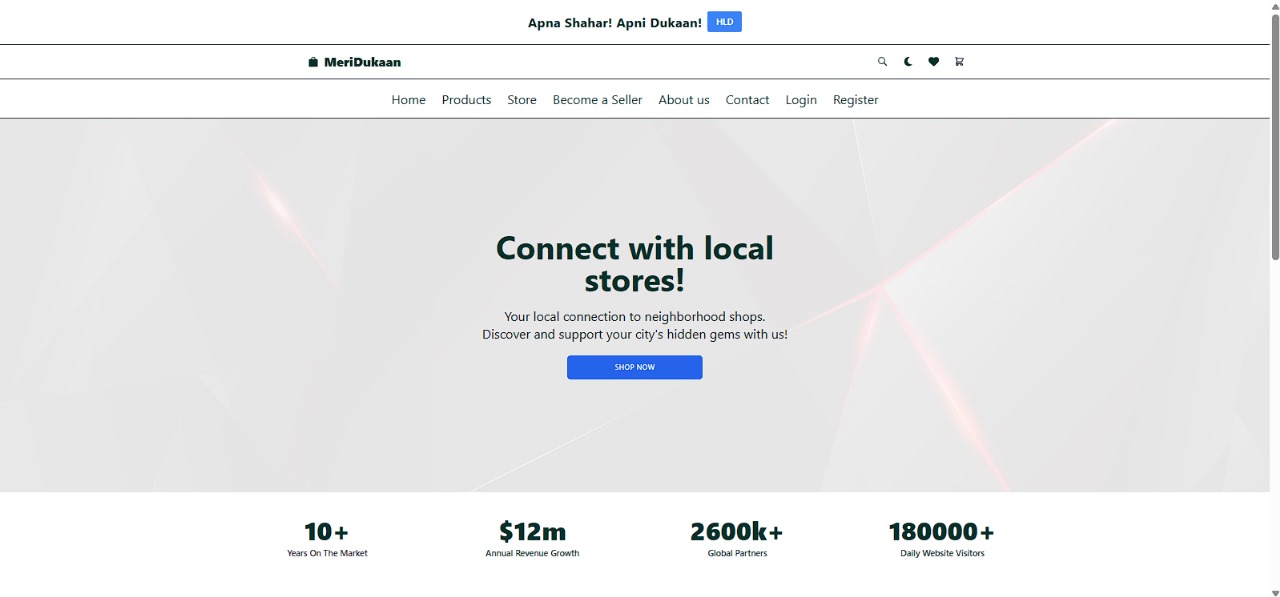 Apna Shahar! Apni Dukaan! HLD
MeriDukaan
Home Products Store Become a Seller About us Contact Login Register
Connect with local
stores!
Your local connection to neighborhood shops.
Discover and support your city's hidden gems with us!
SHOP NOW
10+ $12m 2600k+ 180000+
Years On The Market Annual Revenue Growth Global Partners Daily Website Visitors